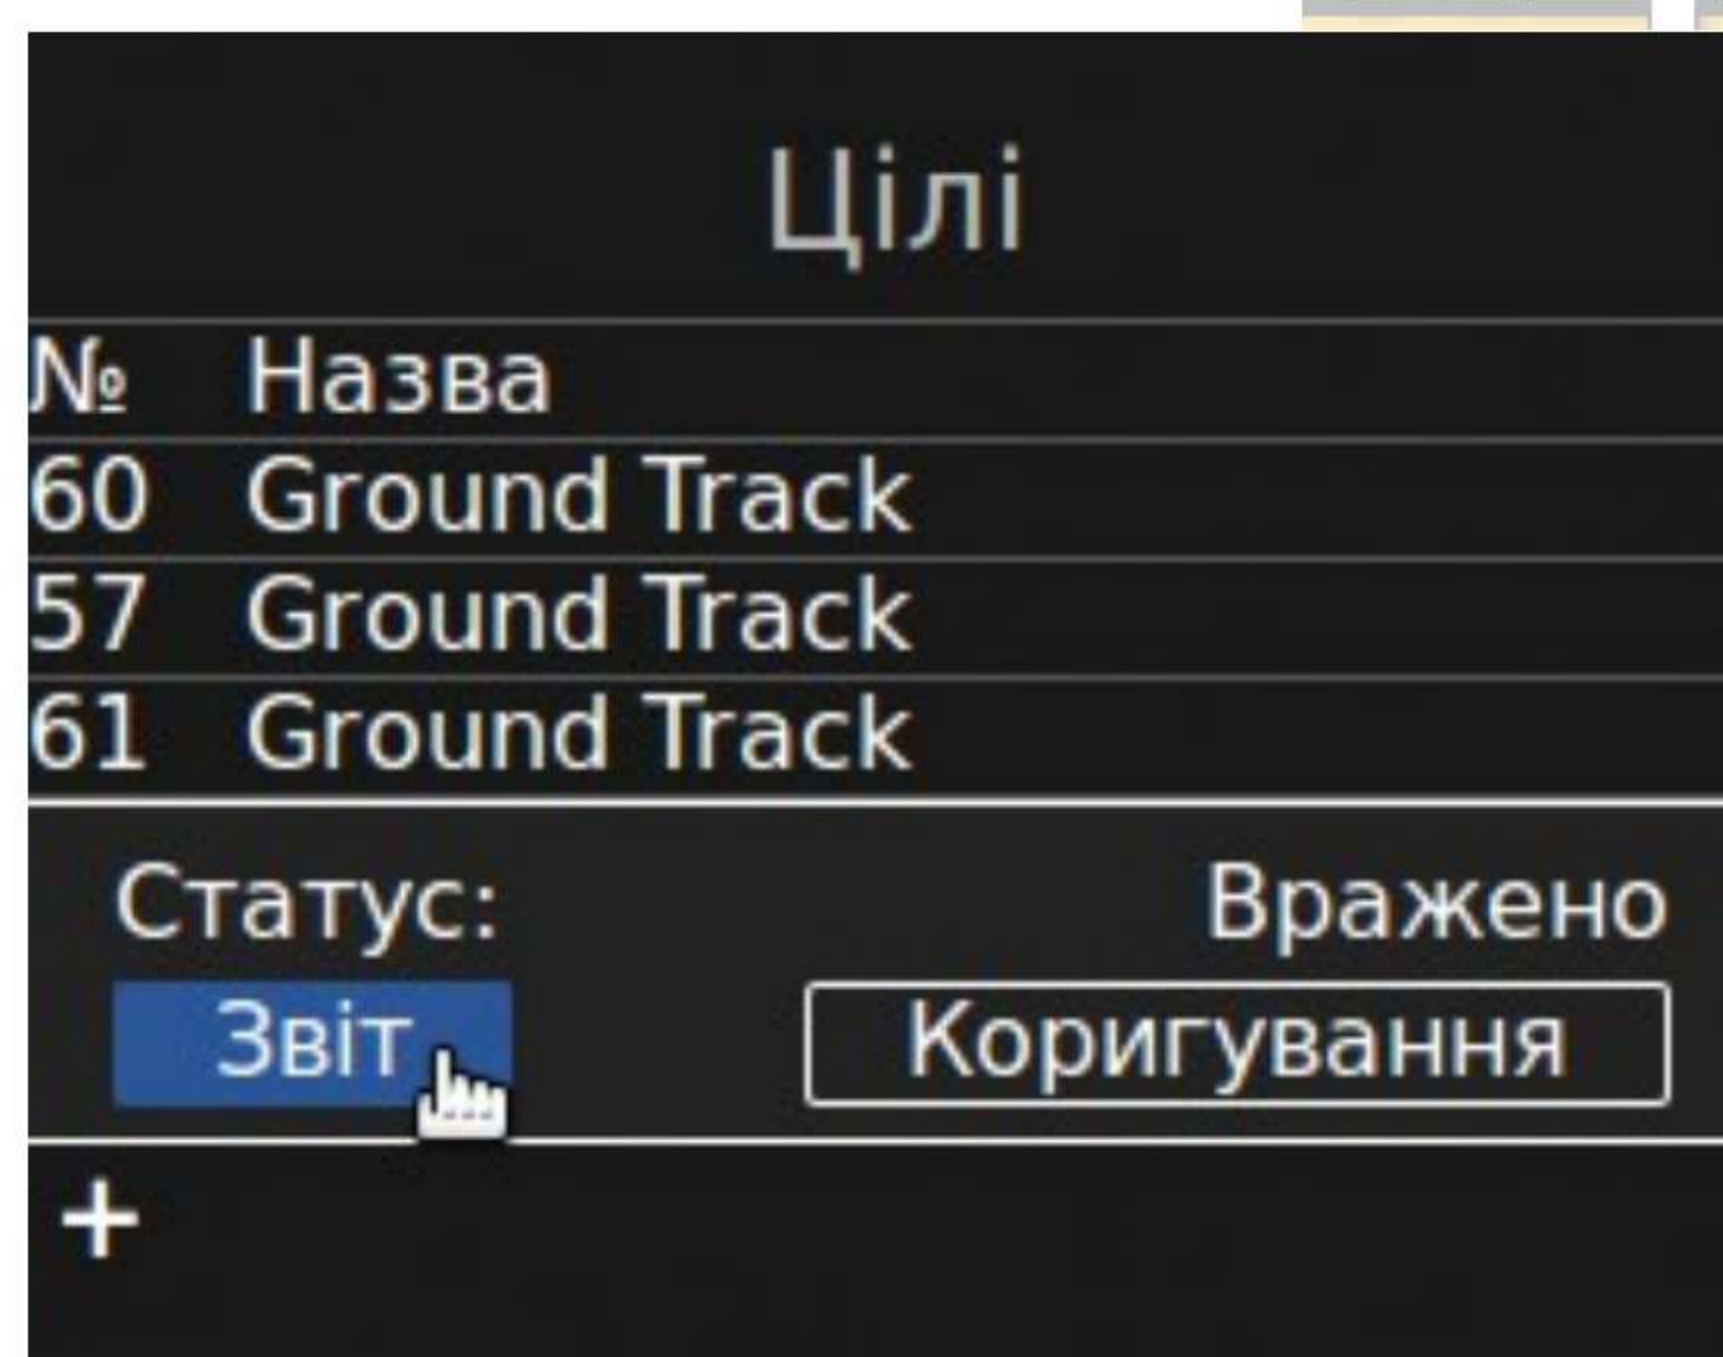 Цілі
№ Назва
60 Ground Track
57 Ground Track
61 Ground Track
Статус: Вражено
Звіт Коригування
+